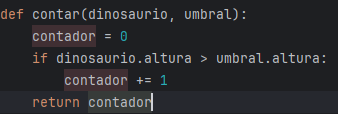 def contar(dinosaurio, umbral):
    contador = 0
    if dinosaurio.altura > umbral.altura:
        contador += 1
    return contador